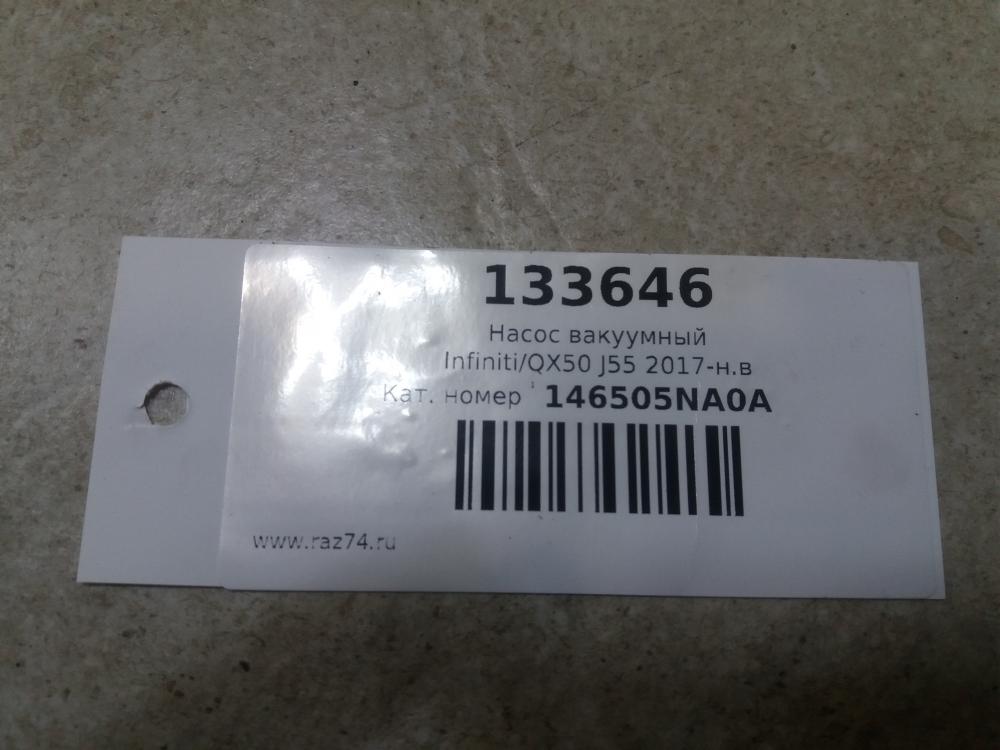 133646
Насос вакуумный
Infiniti/QX50 J55 2017-н.в
Кат. номер 146505NA0A
www.raz74.ru